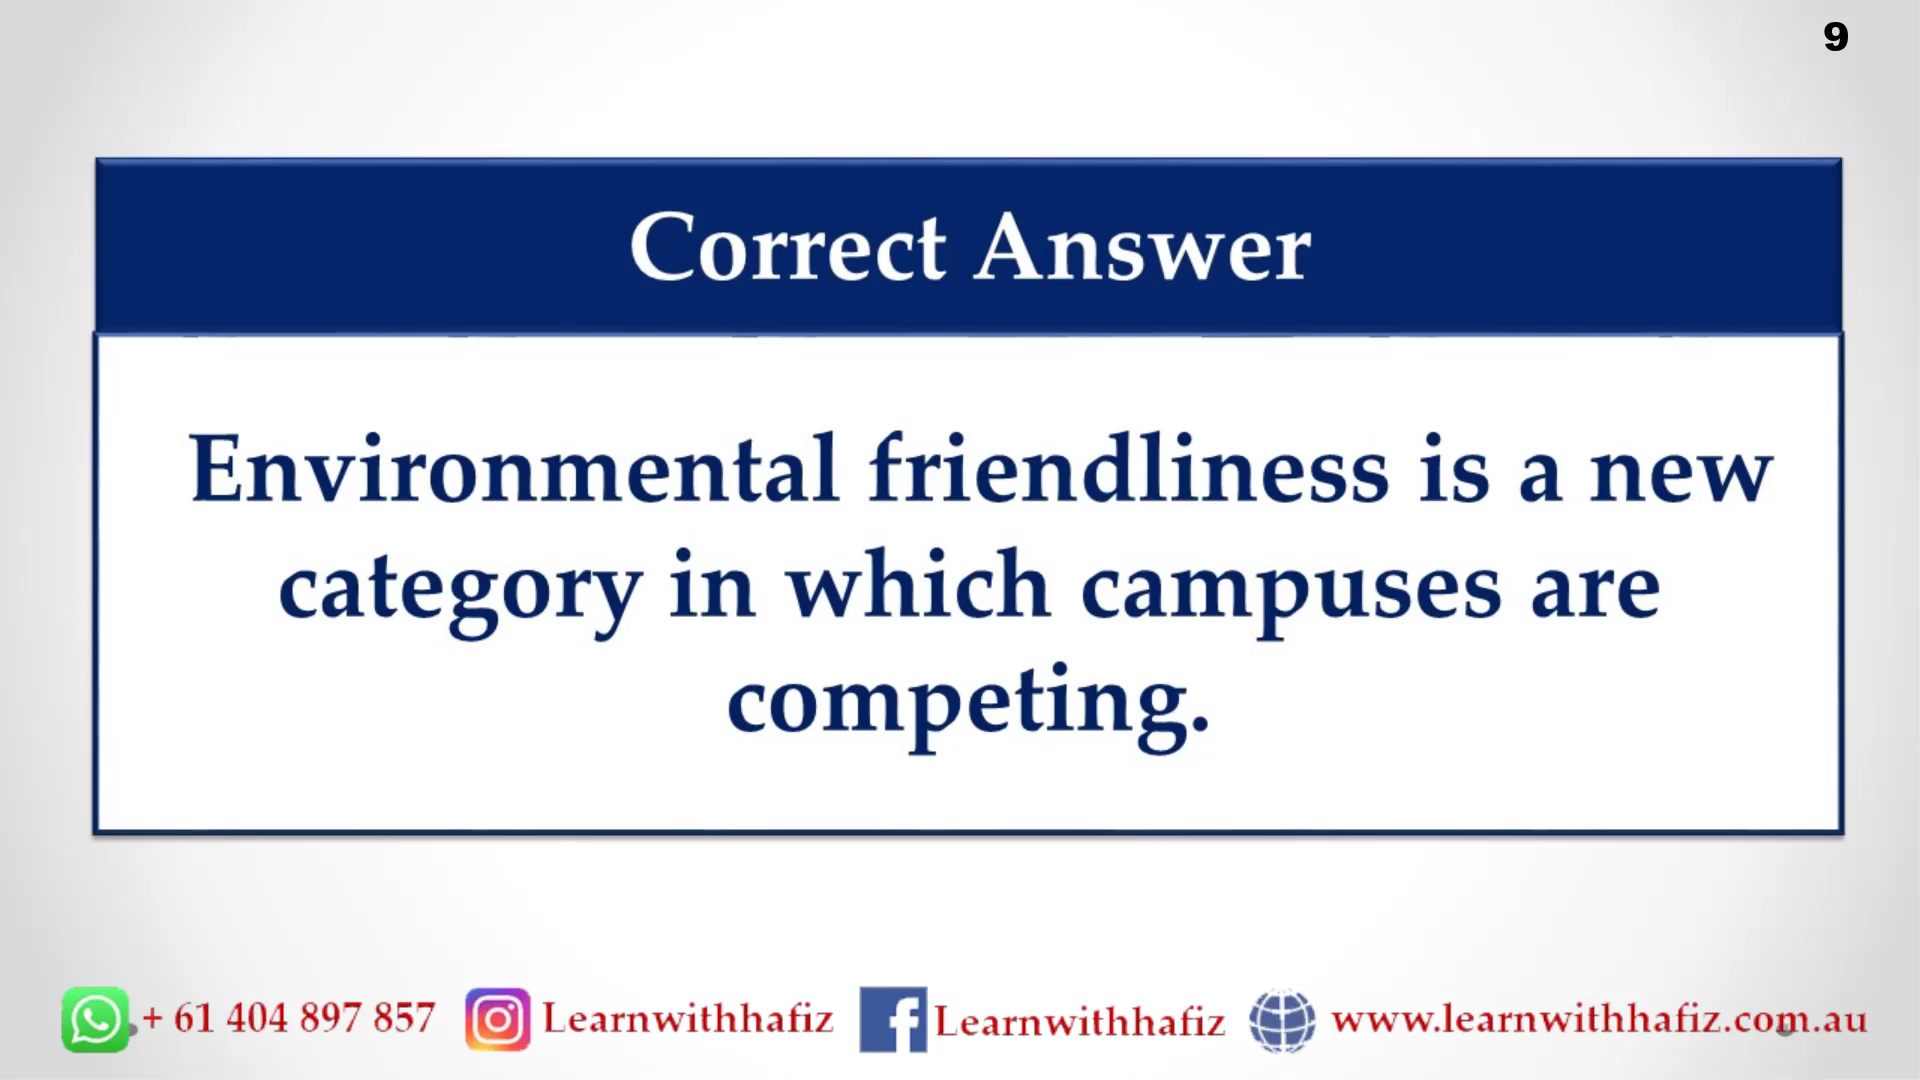 9
Correct Answer
Environmental friendliness is a new
category in which campuses are
competing.
+ 61 404 897 857 Learnwithhafiz Learnwithhafiz www.learnwithhafiz.com.au